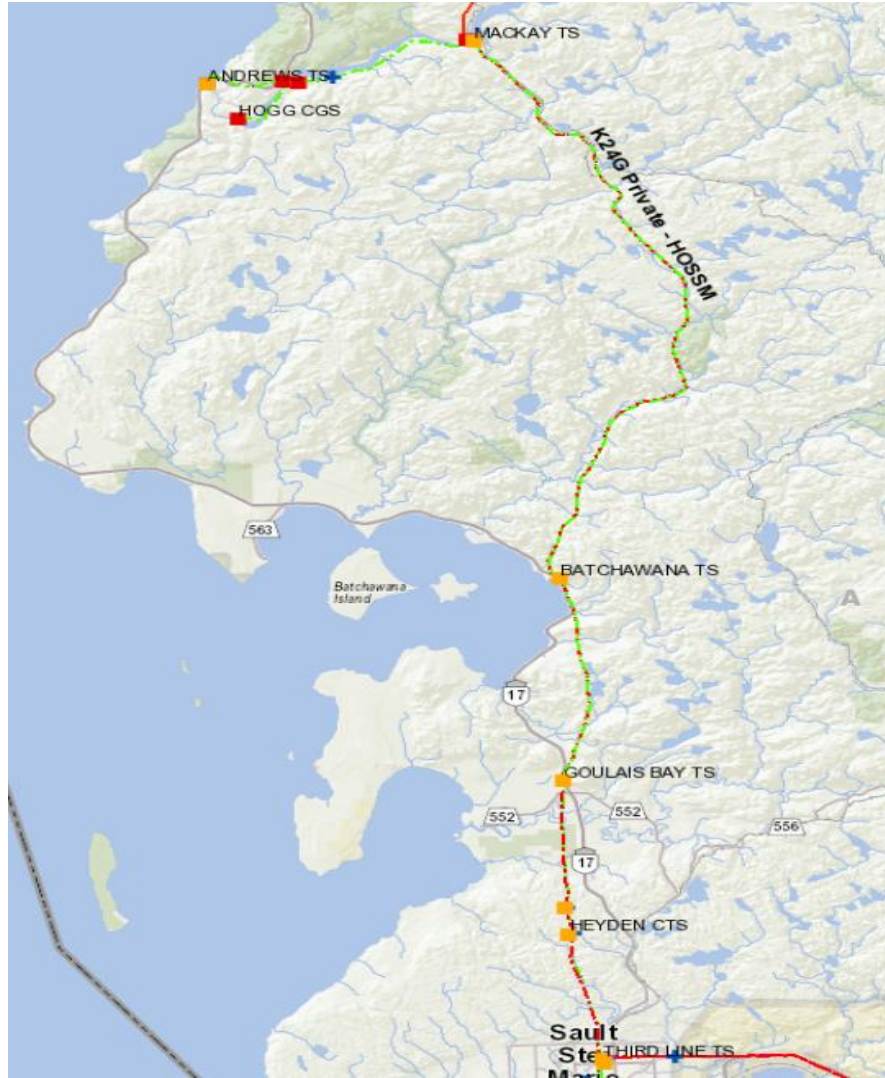 MACKAY TS
ANDREWS TS
HOGG CGS
K24G Private - HOSSM
563
Batchawana
Island
BATCHAWANA TS
A
17
GOULAIS BAY TS
552
552
556
17
HEYDEN CTS
Sault
Ste
THIRD LINE TS
Marie